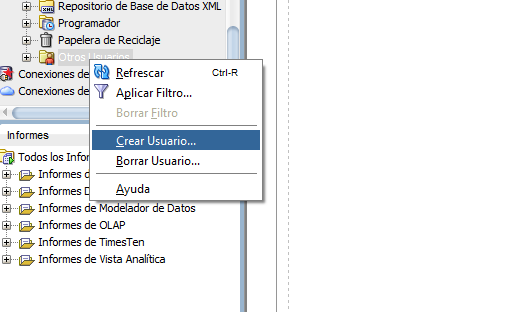 Repositorio de Base de Datos XML
Programador
Papelera de Reciclaje
Otros Usuarios
Conexiones de
Conexiones de
Refrescar Ctrl-R
Aplicar Filtro...
Borrar Filtro
Crear Usuario...
Borrar Usuario...
Ayuda
Informes
Todos los Infor
Informes d
Informes D
Informes de Modelador de Datos
Informes de OLAP
Informes de TimesTen
Informes de Vista Analítica